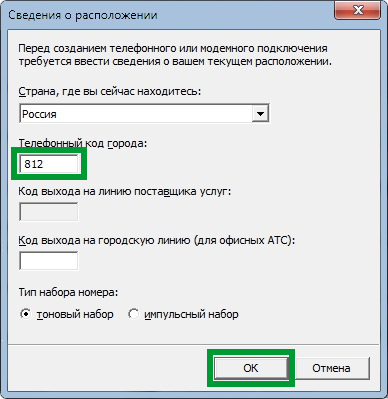 Сведения о расположении
Перед созданием телефонного или модемного подключения
требуется ввести сведения о вашем текущем расположении.
Страна, где вы сейчас находитесь:
Россия
Телефонный код города:
812
Код выхода на линию поставщика услуг:
Код выхода на городскую линию (для офисных АТС):
Тип набора номера:
тоновый набор
импульсный набор
ОК
Отмена